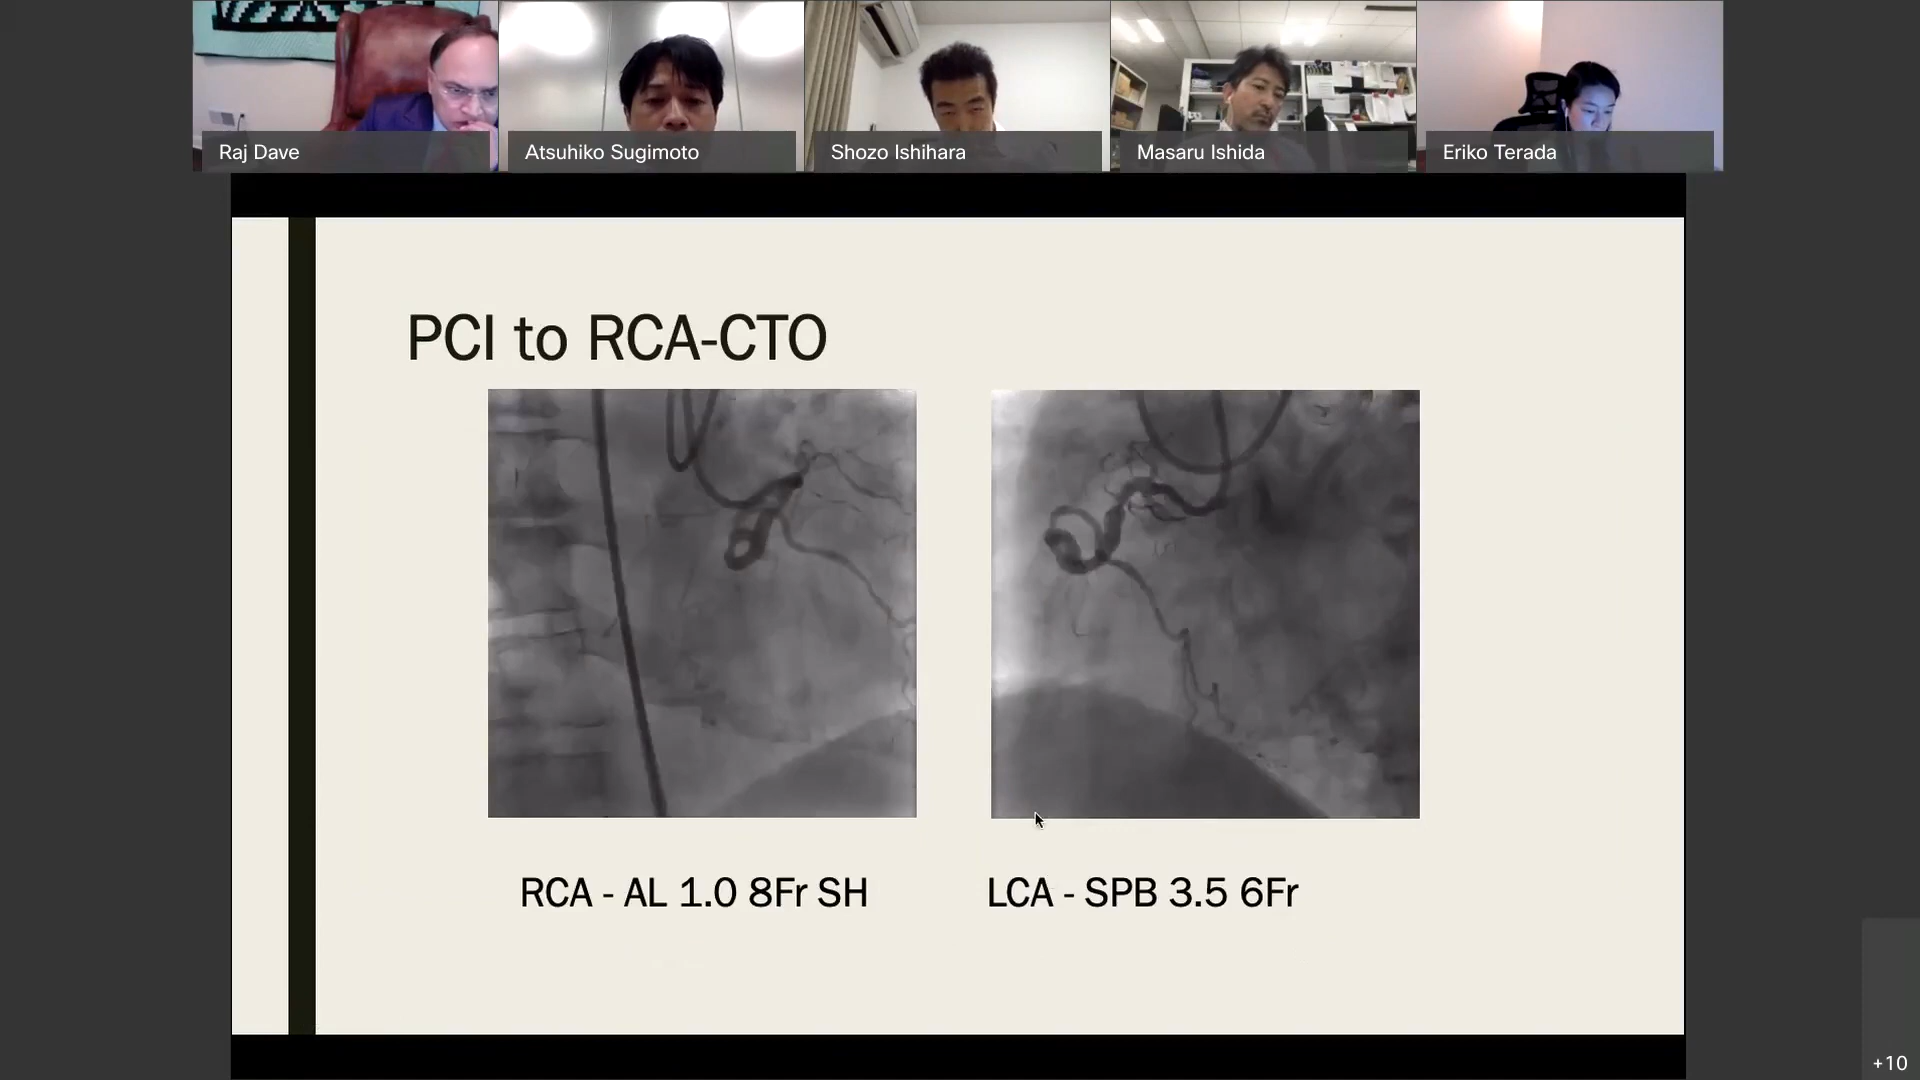 Raj Dave
Atsuhiko Sugimoto
Shozo Ishihara
Masaru Ishida
Eriko Terada
PCI to RCA-CTO
RCA - AL 1.0 8Fr SH
LCA - SPB 3.5 6Fr
+10